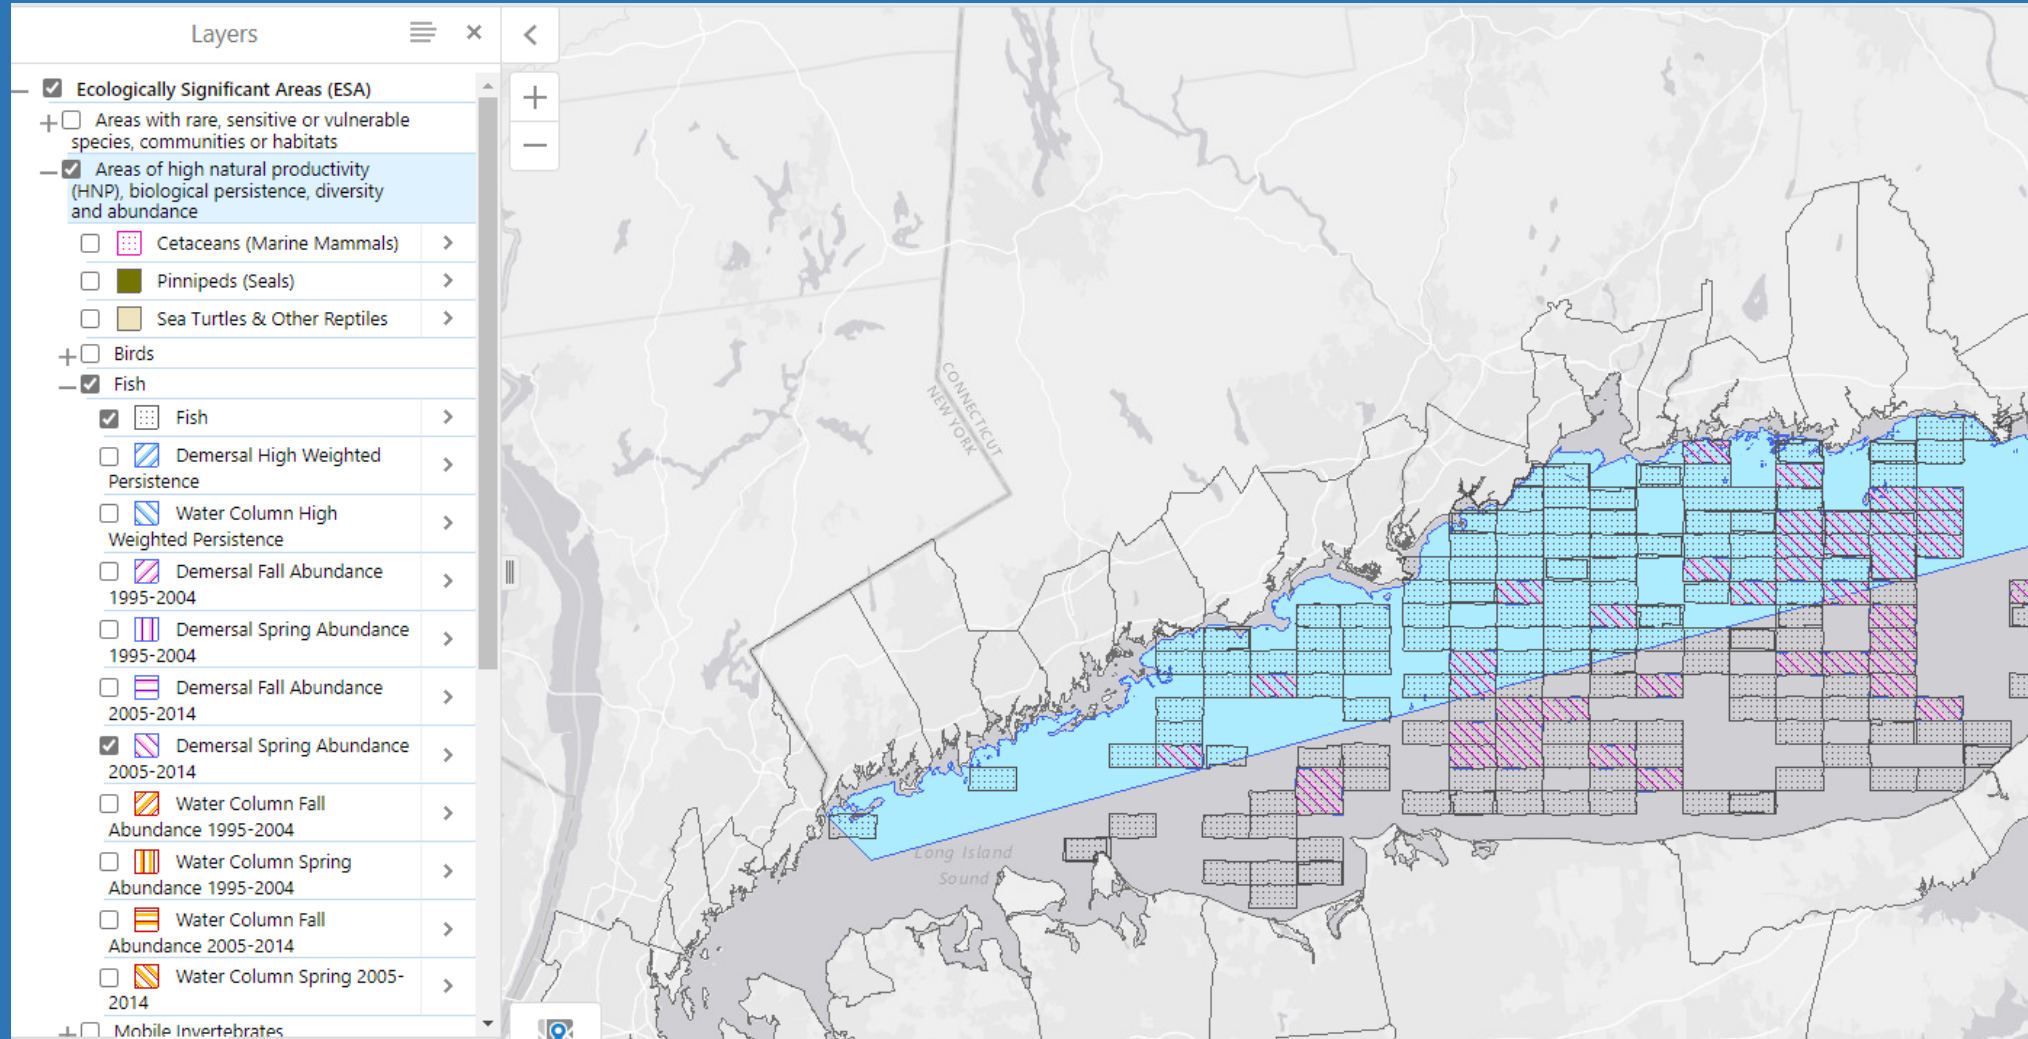 Layers
Ecologically Significant Areas (ESA)
Areas with rare, sensitive or vulnerable
species, communities or habitats
Areas of high natural productivity
(HNP), biological persistence, diversity
and abundance
Cetaceans (Marine Mammals)
Pinnipeds (Seals)
Sea Turtles & Other Reptiles
Birds
Fish
Fish
Demersal High Weighted
Persistence
Water Column High
Weighted Persistence
Demersal Fall Abundance
1995-2004
Demersal Spring Abundance
1995-2004
Demersal Fall Abundance
2005-2014
Demersal Spring Abundance
2005-2014
Water Column Fall
Abundance 1995-2004
Water Column Spring
Abundance 1995-2004
Water Column Fall
Abundance 2005-2014
Water Column Spring 2005-
2014
Mobile Invertebrates
CONNECTICUT
NEW YORK
Long Island
Sound